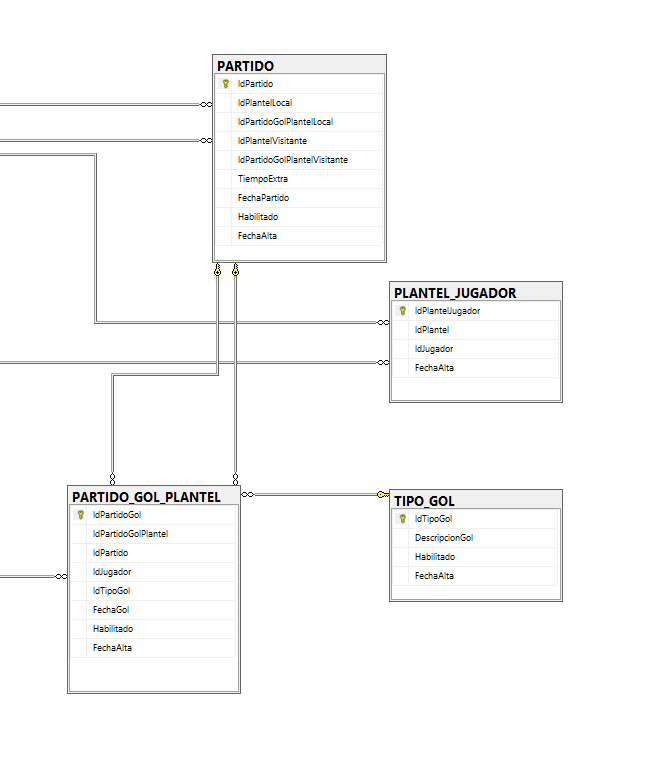 PARTIDO
IdPartido
IdPlantelLocal
IdPartidoGolPlantelLocal
IdPlantelVisitante
IdPartidoGolPlantelVisitante
TiempoExtra
FechaPartido
Habilitado
FechaAlta
PLANTEL_JUGADOR
IdPlantelJugador
IdPlantel
IdJugador
FechaAlta
PARTIDO_GOL_PLANTEL
IdPartidoGol
IdPartidoGolPlantel
IdPartido
IdJugador
IdTipoGol
FechaGol
Habilitado
FechaAlta
TIPO_GOL
IdTipoGol
DescripcionGol
Habilitado
FechaAlta